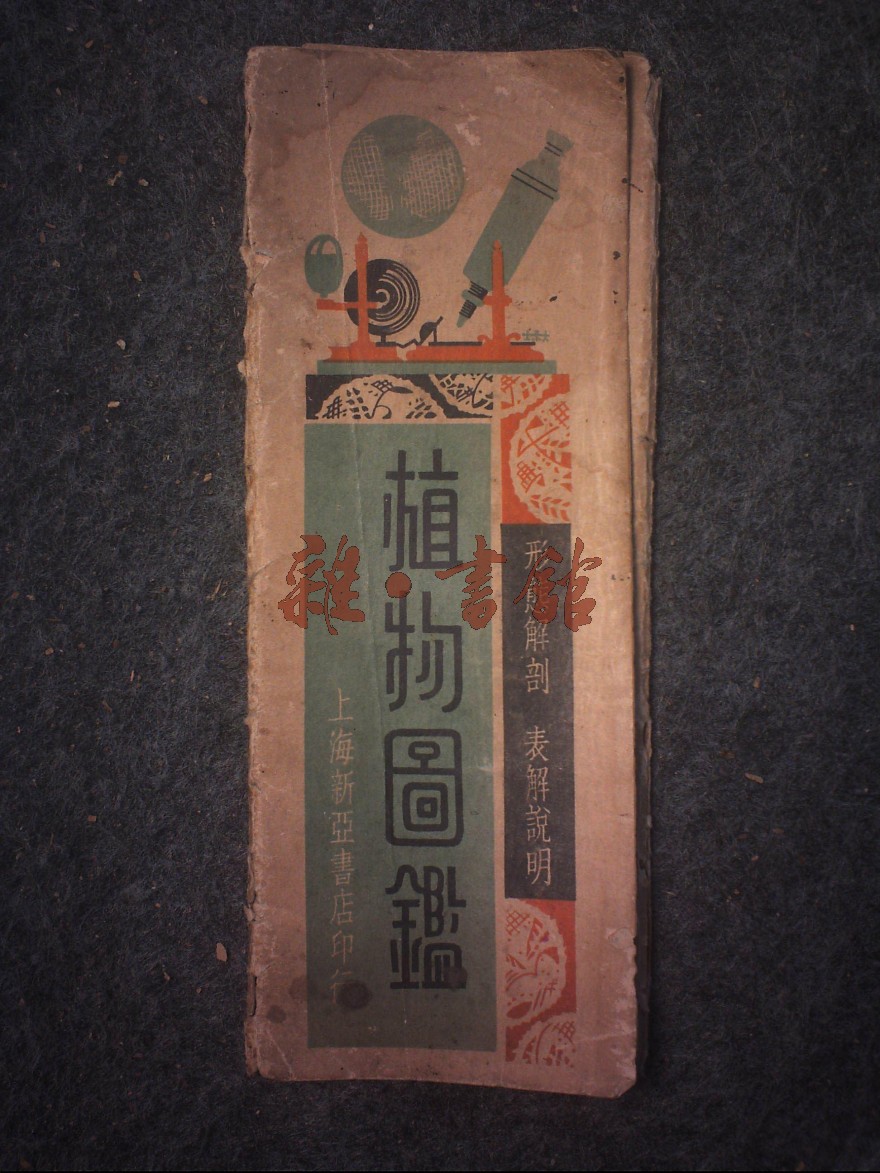 形態解剖 表解說明
植物圖鑑
上海新亞書店印行
雜·書館